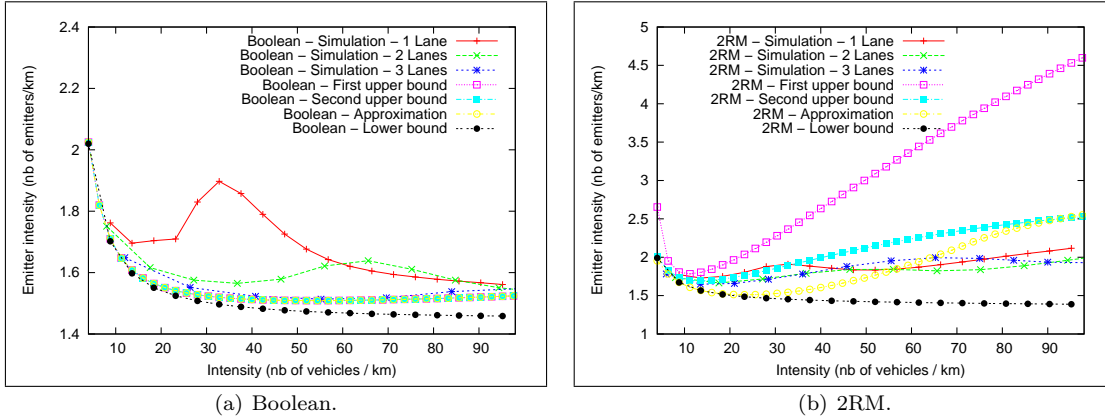 2.4
2.2
2
1.8
1.6
1.4
10 20 30 40 50 60 70 80 90
Emitter intensity (nb of emitters/km)
Intensity (nb of vehicles / km)
Boolean − Simulation − 1 Lane
Boolean − Simulation − 2 Lanes
Boolean − Simulation − 3 Lanes
Boolean − First upper bound
Boolean − Second upper bound
Boolean − Approximation
Boolean − Lower bound
(a) Boolean.
5
4.5
4
3.5
3
2.5
2
1.5
1
10 20 30 40 50 60 70 80 90
Emitter intensity (nb of emitters/km)
Intensity (nb of vehicles / km)
2RM − Simulation − 1 Lane
2RM − Simulation − 2 Lanes
2RM − Simulation − 3 Lanes
2RM − First upper bound
2RM − Second upper bound
2RM − Approximation
2RM − Lower bound
(b) 2RM.